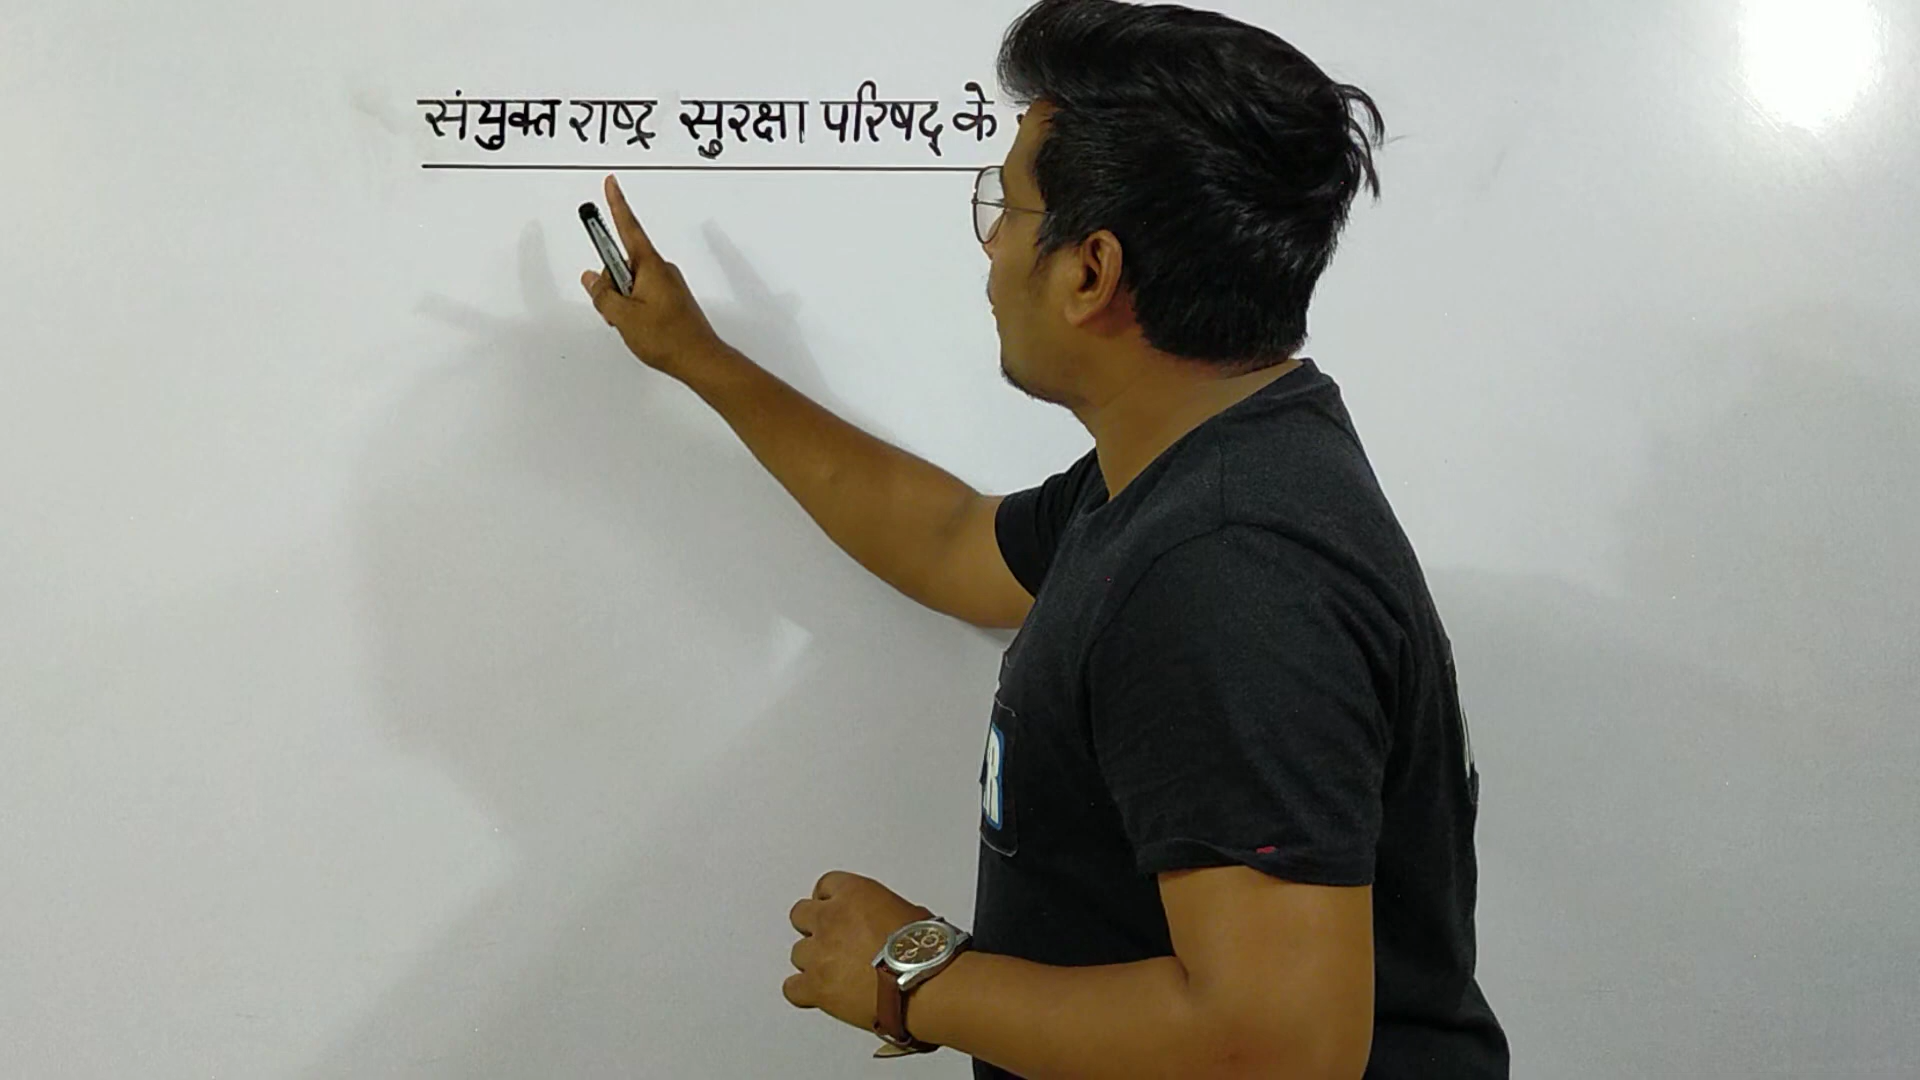 संयुक्त राष्ट्र सुरक्षा परिषद् के
R